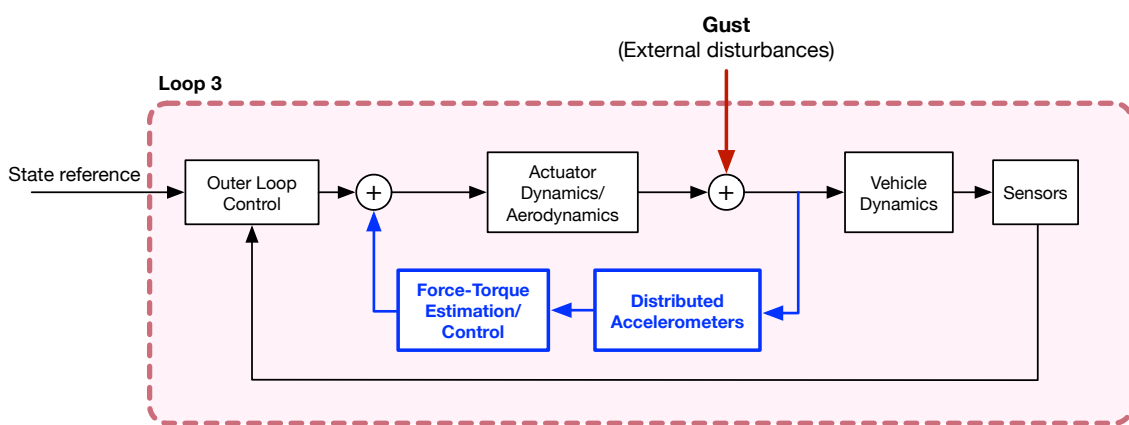 Gust
(External disturbances)
Loop 3
State reference
Outer Loop
Control
+
Actuator
Dynamics/
Aerodynamics
+
Vehicle
Dynamics
Sensors
Force-Torque
Estimation/
Control
Distributed
Accelerometers